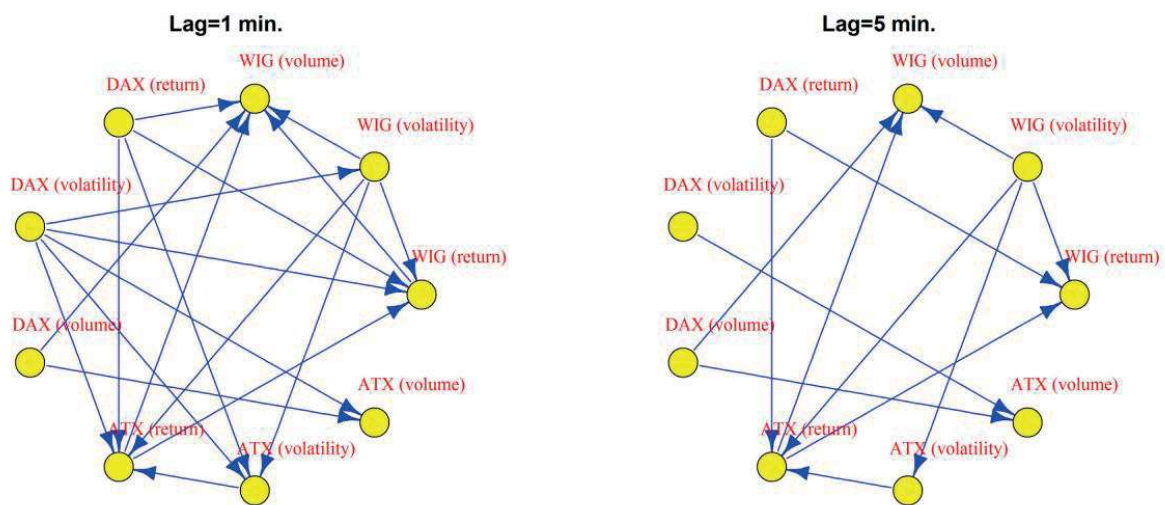 Lag=1 min.
WIG (volume)
DAX (return)
WIG (volatility)
DAX (volatility)
WIG (return)
DAX (volume)
ATX (volume)
ATX (return)
ATX (volatility)
Lag=5 min.
WIG (volume)
DAX (return)
WIG (volatility)
DAX (volatility)
WIG (return)
DAX (volume)
ATX (volume)
ATX (return)
ATX (volatility)